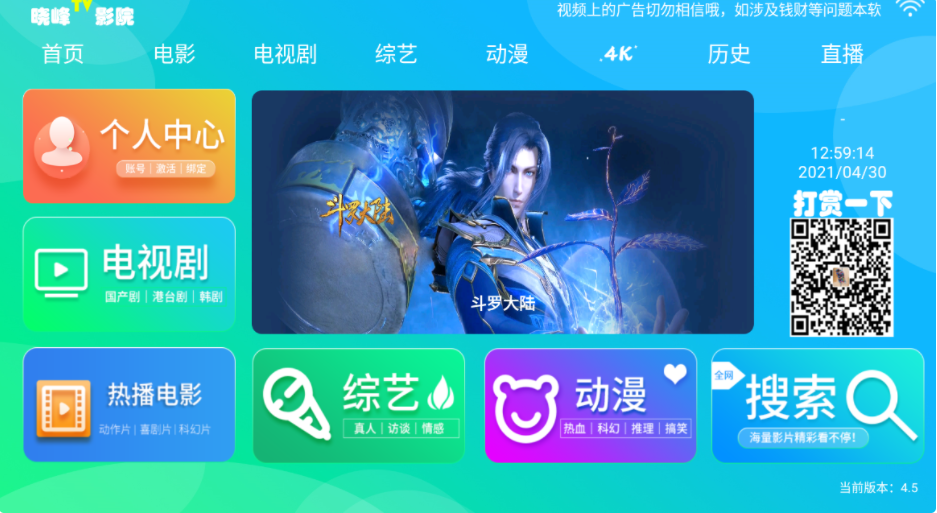 晓峰TV影院
视频上的广告切勿相信哦，如涉及钱财等问题本软
首页 电影 电视剧 综艺 动漫 .4K 历史 直播
个人中心
账号｜激活｜绑定
-
12:59:14
2021/04/30
打赏一下
电视剧
国产剧｜港台剧｜韩剧
斗罗大陆
斗罗大陆
热播电影
动作片｜喜剧片｜科幻片
综艺
真人｜访谈｜情感
动漫
热血｜科幻｜推理｜搞笑
全网
搜索
海量影片精彩看不停!
当前版本：4.5